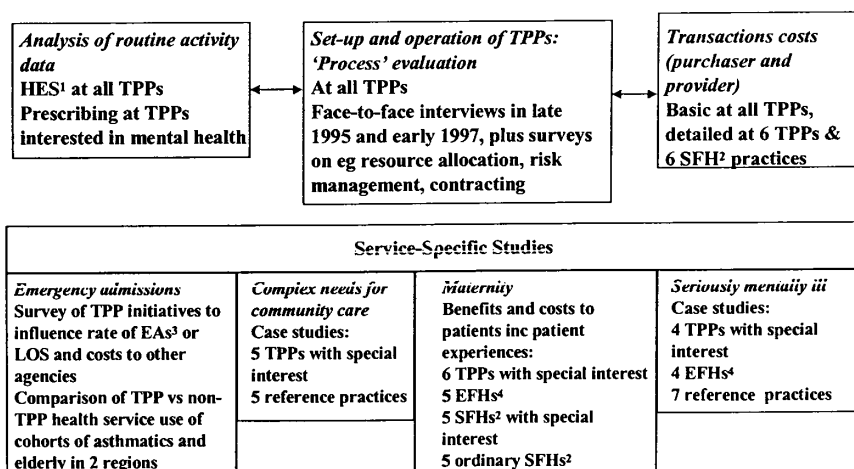 Analysis of routine activity
data
HES¹ at all TPPs
Prescribing at TPPs
interested in mental health
Set-up and operation of TPPs:
‘Process’ evaluation
At all TPPs
Face-to-face interviews in late
1995 and early 1997, plus surveys
on eg resource allocation, risk
management, contracting
Transactions costs
(purchaser and
provider)
Basic at all TPPs,
detailed at 6 TPPs &
6 SFH² practices
Service-Specific Studies
Emergency admissions
Survey of TPP initiatives to
influence rate of EAs³ or
LOS and costs to other
agencies
Comparison of TPP vs non-
TPP health service use of
cohorts of asthmatics and
elderly in 2 regions
Complex needs for
community care
Case studies:
5 TPPs with special
interest
5 reference practices
Maternity
Benefits and costs to
patients inc patient
experiences:
6 TPPs with special interest
5 EFHs⁴
5 SFHs² with special
interest
5 ordinary SFHs²
Seriously mentally ill
Case studies:
4 TPPs with special
interest
4 EFHs⁴
7 reference practices